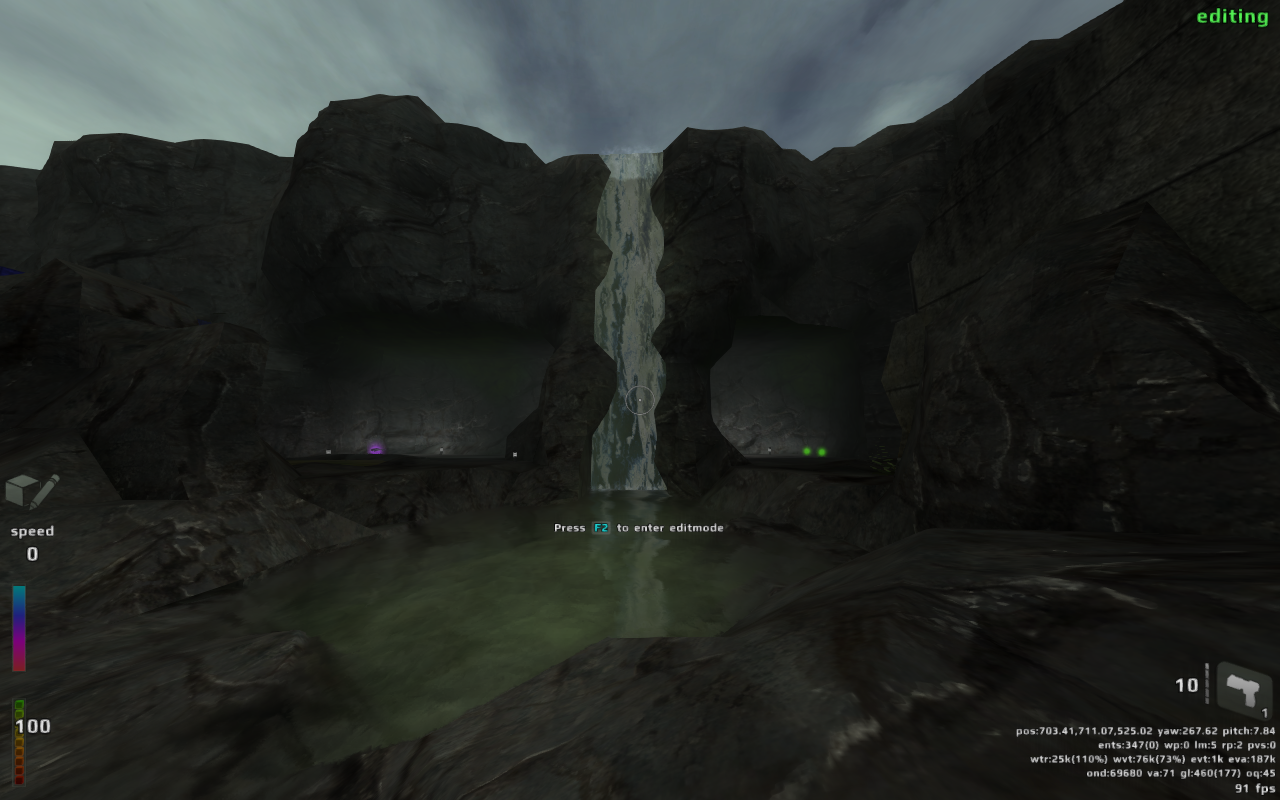 editing
speed
0
Press F2 to enter editmode
100
10
1
pos:703.41,711.07,525.02 yaw:267.62 pitch:7.84
ents:347(0) wp:0 lm:5 rp:2 pvs:0
wtr:25k(110%) wvt:76k(73%) evt:1k eva:187k
ond:69680 va:71 gl:460(177) oq:45
91 fps